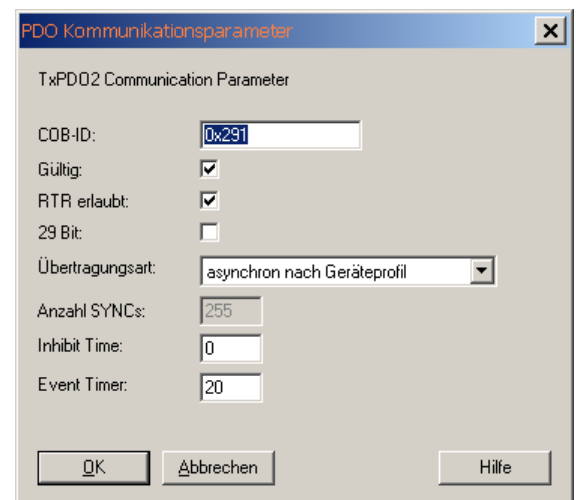 PDO Kommunikationsparameter
TxPDO2 Communication Parameter
COB-ID: 0x291
Gültig:
RTR erlaubt:
29 Bit:
Übertragungsart: asynchron nach Geräteprofil
Anzahl SYNCs: 255
Inhibit Time: 0
Event Timer: 20
OK Abbrechen Hilfe